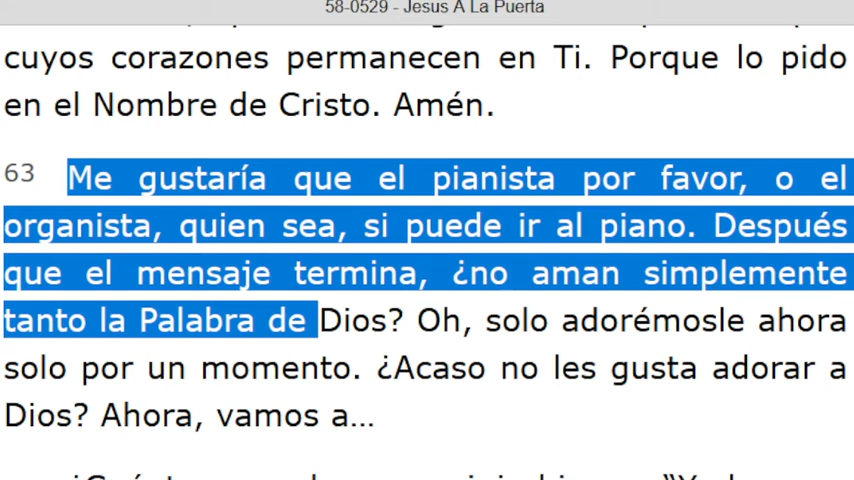 58-0529 - Jesus A La Puerta
cuyos corazones permanecen en Ti. Porque lo pido
en el Nombre de Cristo. Amén.
63 Me gustaría que el pianista por favor, o el
organista, quien sea, si puede ir al piano. Después
que el mensaje termina, ¿no aman simplemente
tanto la Palabra de Dios? Oh, solo adorémosle ahora
solo por un momento. ¿Acaso no les gusta adorar a
Dios? Ahora, vamos a…